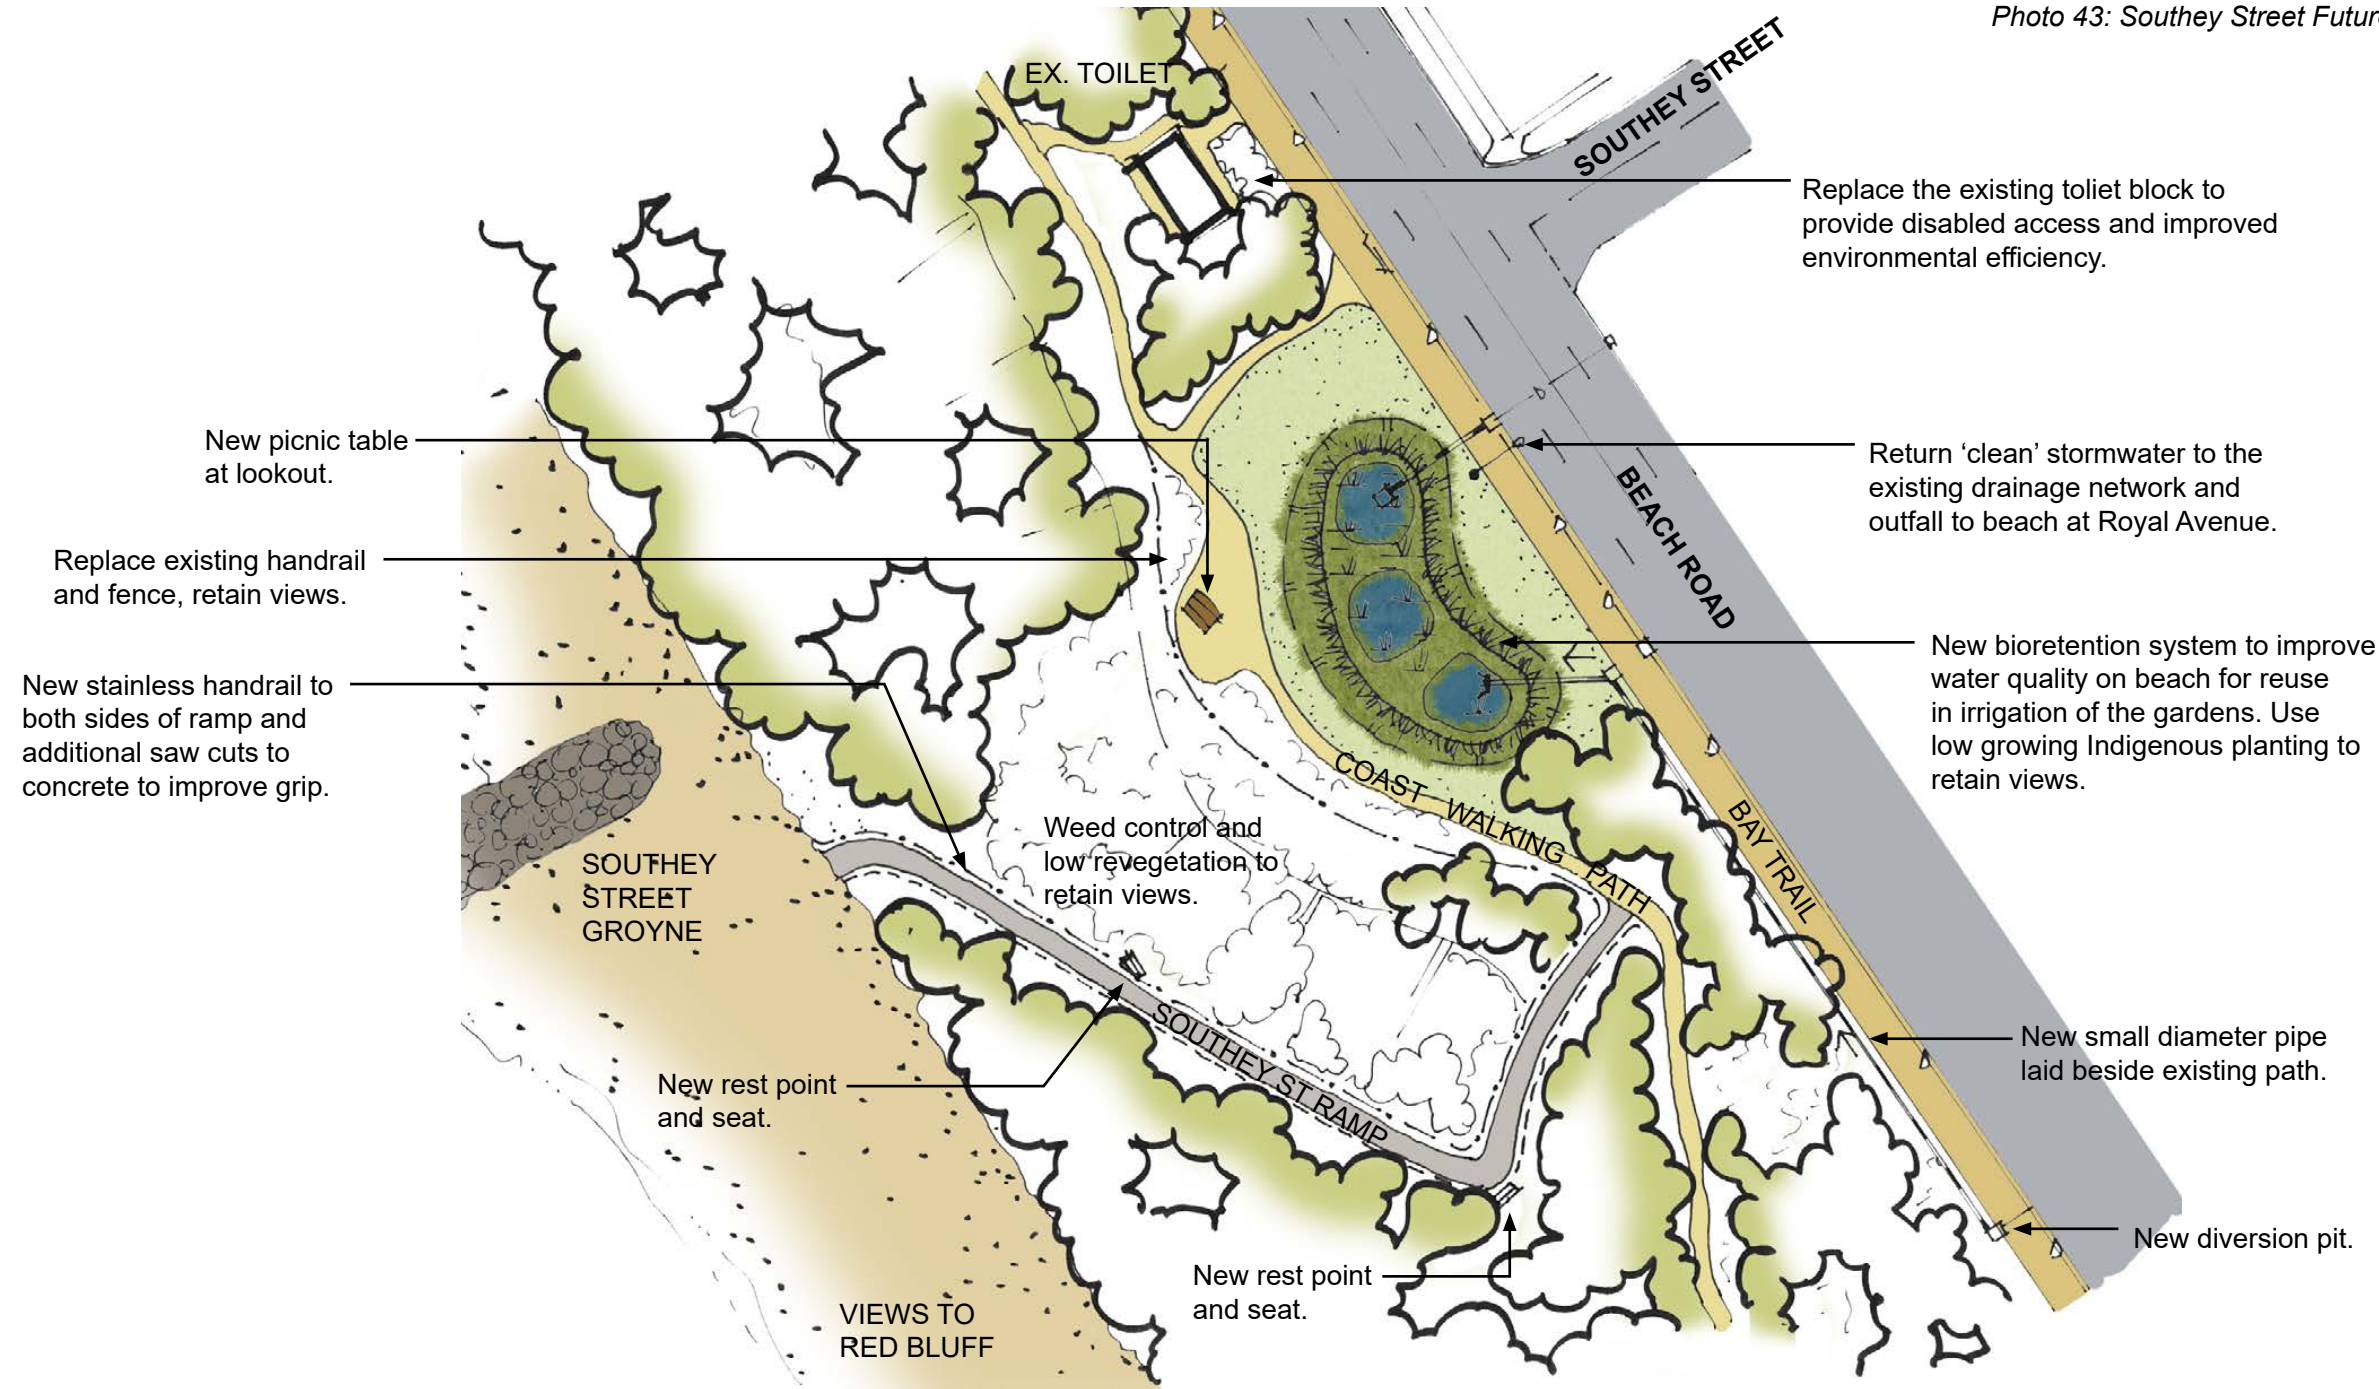 Photo 43: Southey Street Futur
EX. TOILET
SOUTHEY STREET
Replace the existing toliet block to
provide disabled access and improved
environmental efficiency.
New picnic table
at lookout.
Return ‘clean’ stormwater to the
existing drainage network and
outfall to beach at Royal Avenue.
BEACH ROAD
Replace existing handrail
and fence, retain views.
New bioretention system to improve
water quality on beach for reuse
in irrigation of the gardens. Use
low growing Indigenous planting to
retain views.
New stainless handrail to
both sides of ramp and
additional saw cuts to
concrete to improve grip.
COAST WALKING PATH
BAY TRAIL
Weed control and
low revegetation to
retain views.
SOUTHEY
STREET
GROYNE
SOUTHEY ST RAMP
New small diameter pipe
laid beside existing path.
New rest point
and seat.
New diversion pit.
New rest point
and seat.
VIEWS TO
RED BLUFF